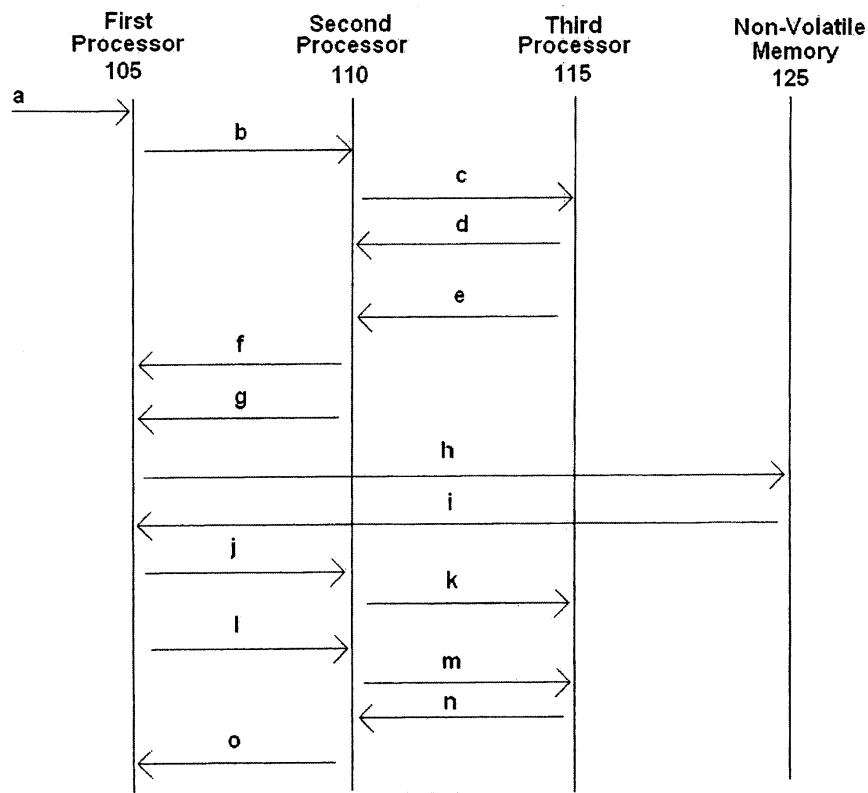 First
Processor
105
Second
Processor
110
Third
Processor
115
Non-Volatile
Memory
125
a
b
c
d
e
f
g
h
i
j
k
l
m
n
o